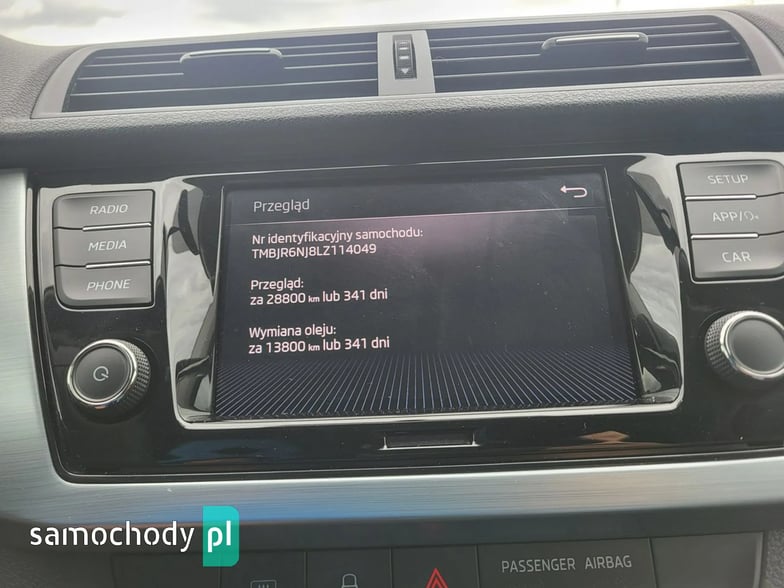 RADIO
MEDIA
PHONE
Przegląd
Nr identyfikacyjny samochodu:
TMBJR6NJ8LZ114049
Przegląd:
za 28800 km lub 341 dni
Wymiana oleju:
za 13800 km lub 341 dni
SETUP
APP/
CAR
samochody pl
PASSENGER AIRBAG